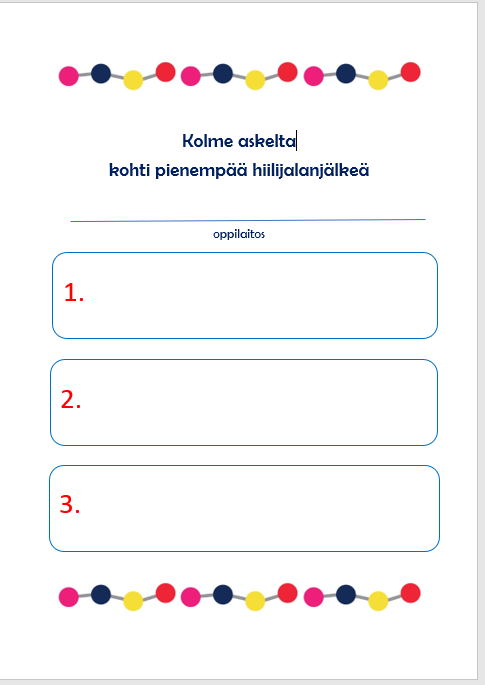 Kolme askelta
kohti pienempää hiilijalanjälkeä
oppilaitos
1.
2.
3.